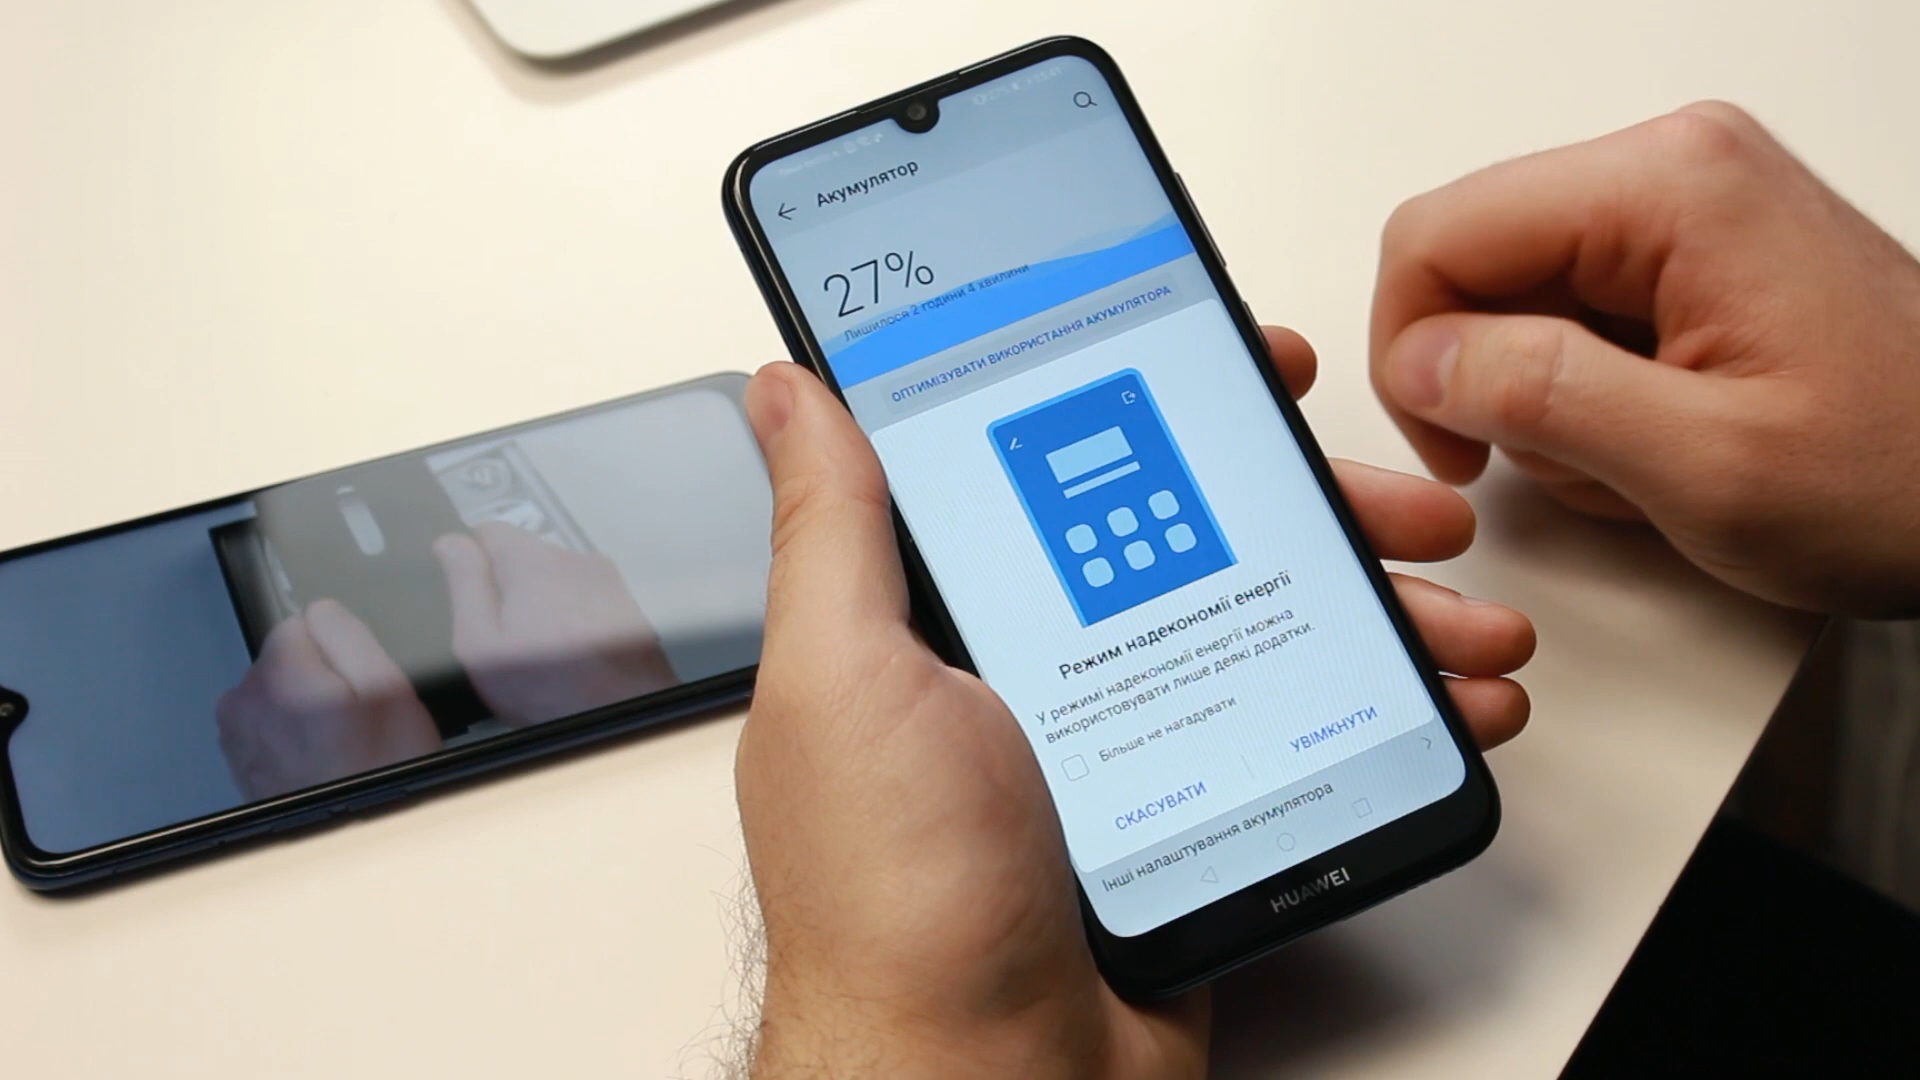 Акумулятор
27%
Лишилося 2 години 4 хвилини
ОПТИМІЗУВАТИ ВИКОРИСТАННЯ АКУМУЛЯТОРА
Режим надекономії енергії
У режимі надекономії енергії можна
використовувати лише деякі додатки.
Більше не нагадувати
СКАСУВАТИ
УВІМКНУТИ
Інші налаштування акумулятора
HUAWEI